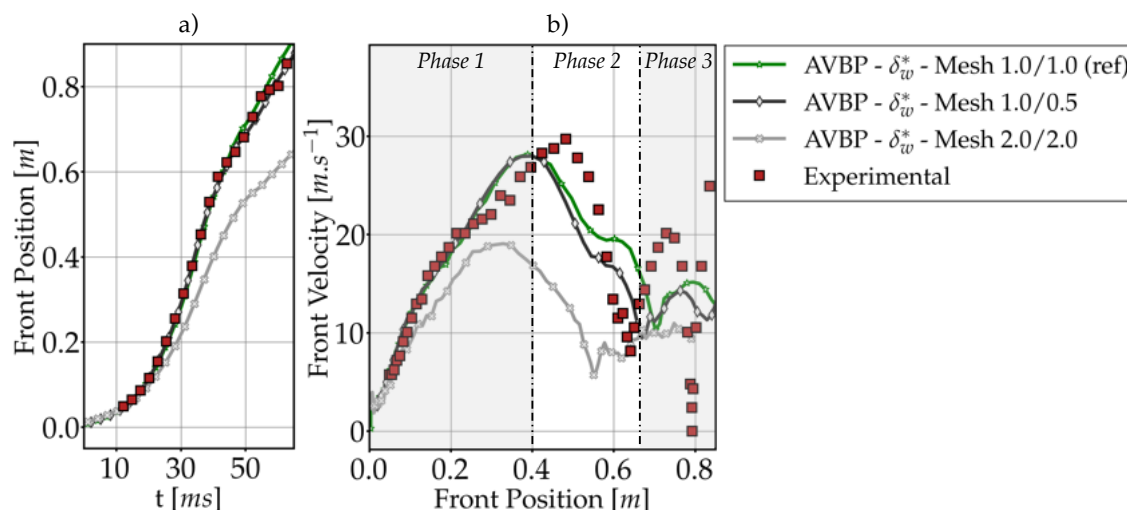 a)
0.8
0.6
0.4
0.2
0.0
Front Position [m]
10 30 50
t [ms]
b)
Phase 1 Phase 2 Phase 3
30
20
10
0
Front Velocity [m.s⁻¹]
0.0 0.2 0.4 0.6 0.8
Front Position [m]
AVBP - δ*w - Mesh 1.0/1.0 (ref)
AVBP - δ*w - Mesh 1.0/0.5
AVBP - δ*w - Mesh 2.0/2.0
Experimental